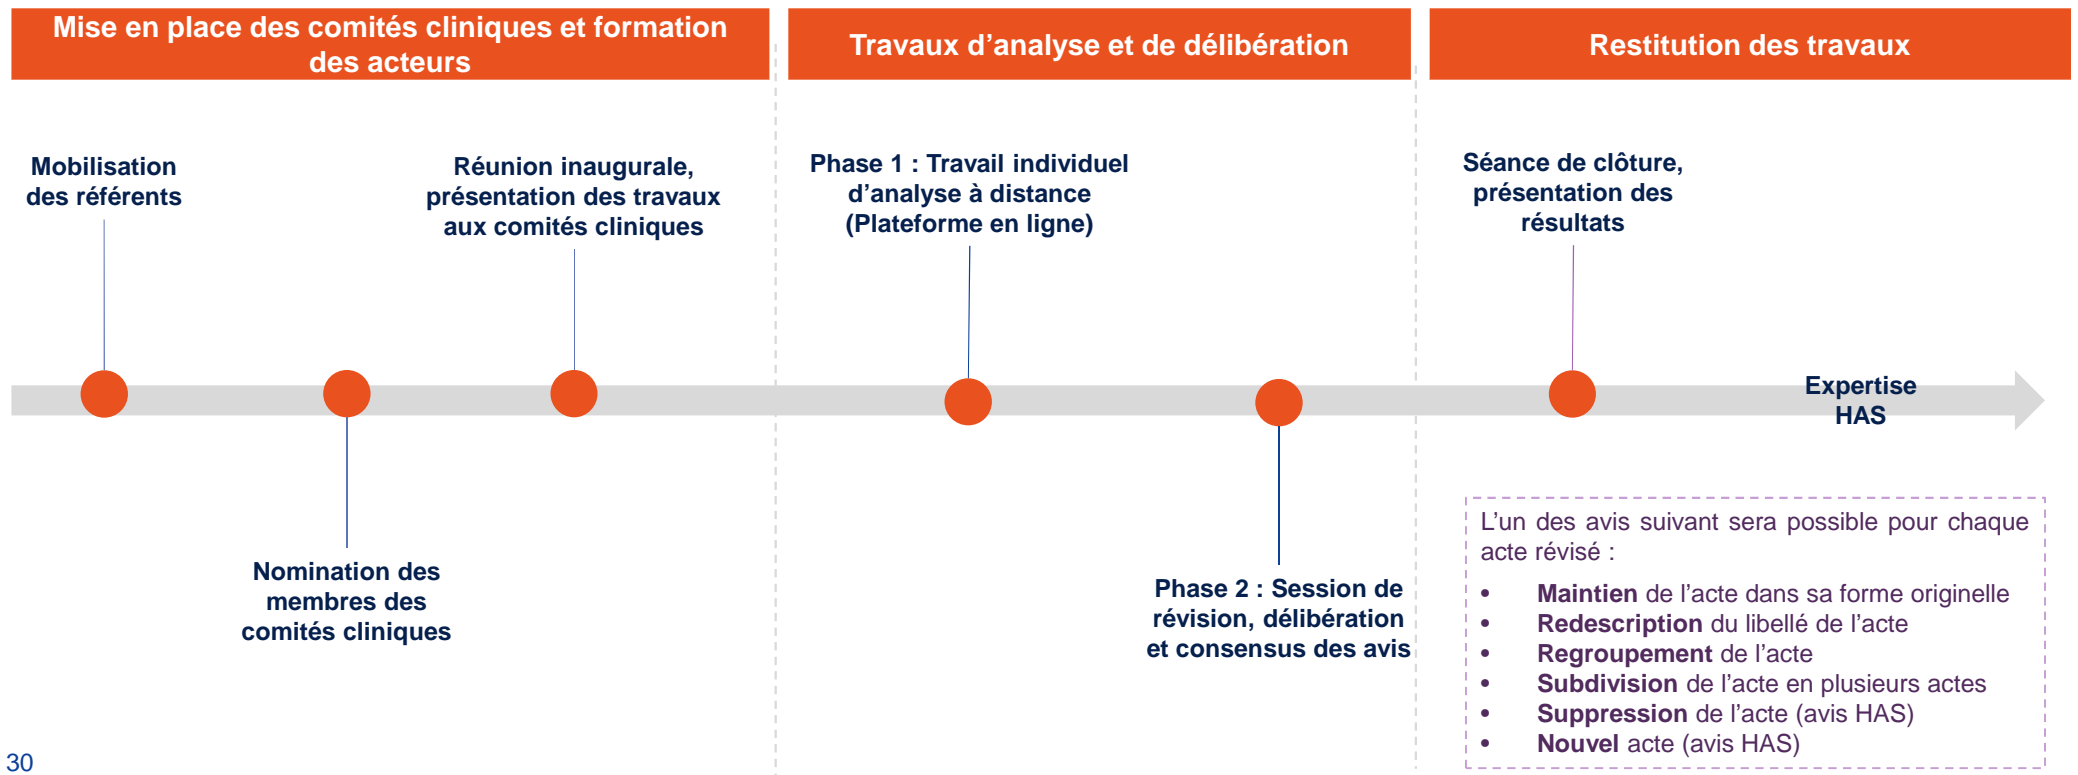 Mise en place des comités cliniques et formation
des acteurs
Travaux d’analyse et de délibération
Restitution des travaux
Mobilisation
des référents
Réunion inaugurale,
présentation des travaux
aux comités cliniques
Phase 1 : Travail individuel
d’analyse à distance
(Plateforme en ligne)
Séance de clôture,
présentation des
résultats
Expertise
HAS
Nomination des
membres des
comités cliniques
Phase 2 : Session de
révision, délibération
et consensus des avis
L’un des avis suivant sera possible pour chaque
acte révisé :
• Maintien de l’acte dans sa forme originelle
• Redescription du libellé de l’acte
• Regroupement de l’acte
• Subdivision de l’acte en plusieurs actes
• Suppression de l’acte (avis HAS)
• Nouvel acte (avis HAS)
30